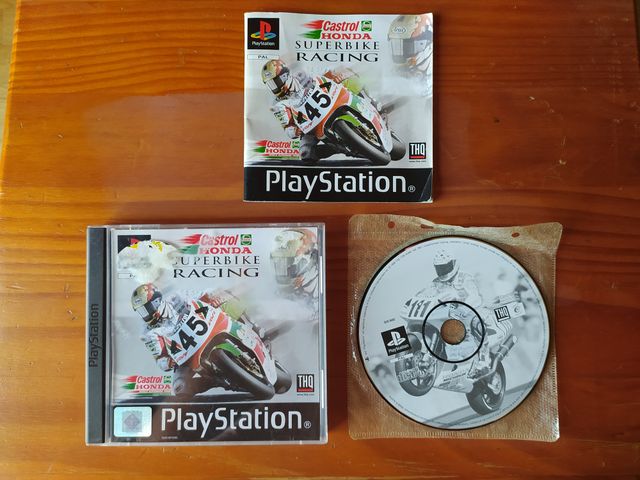 PlayStation
PAL
Castrol
HONDA
SUPERBIKE
RACING
45
Castrol
HONDA
THQ
PlayStation
PlayStation
Castrol
HONDA
SUPERBIKE
RACING
45
Castrol
HONDA
THQ
PlayStation
THQ
PlayStation